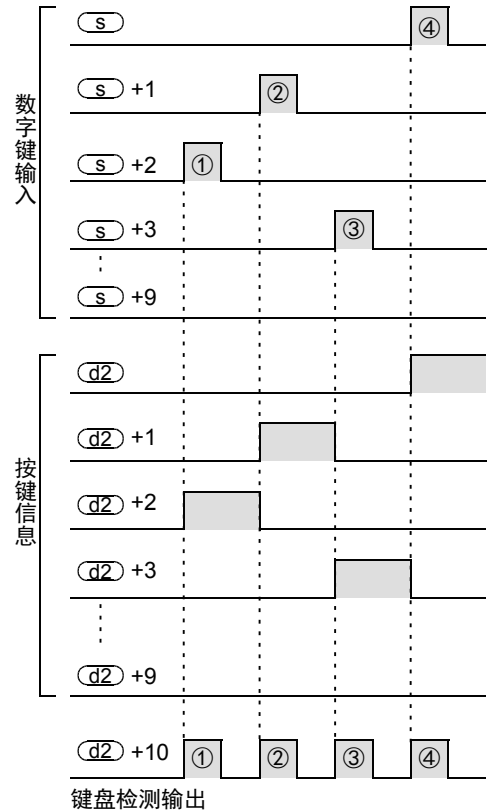 数字键输入
s ④
s +1 ②
s +2 ①
s +3 ③
s +9
按键信息
d2
d2 +1
d2 +2
d2 +3
d2 +9
d2 +10 ① ② ③ ④
键盘检测输出